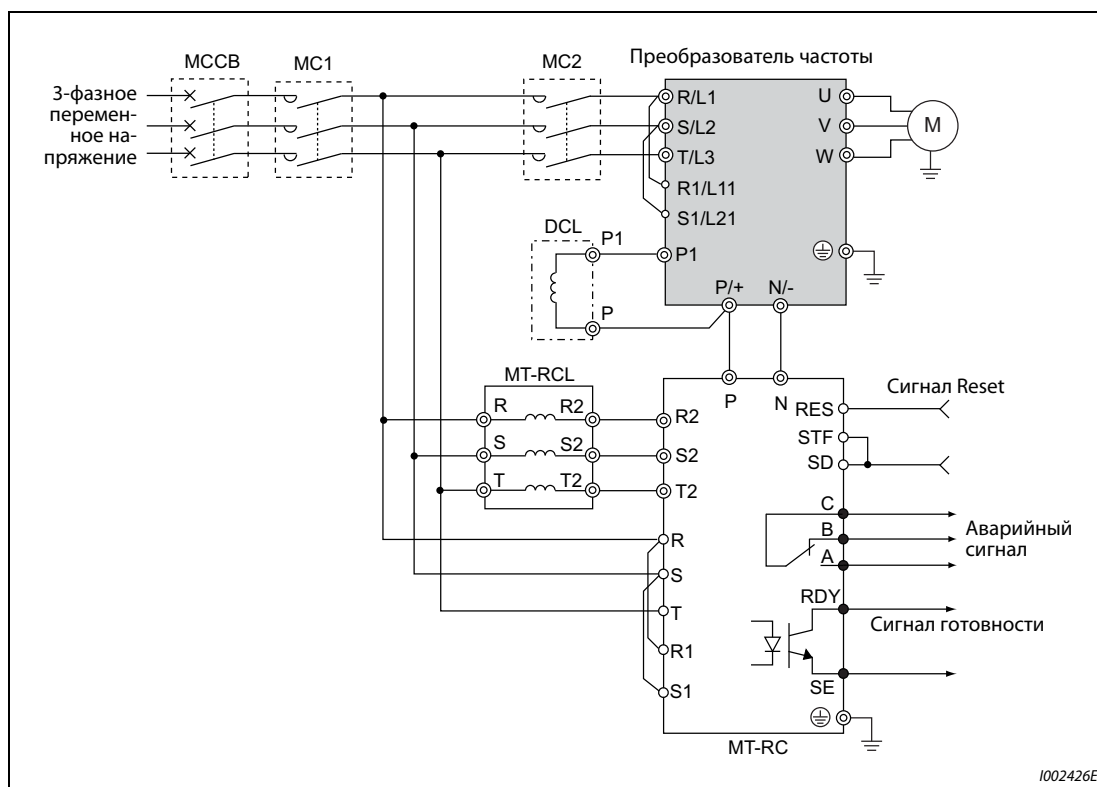 Преобразователь частоты
MCCB
MC1
MC2
3-фазное
перемен-
ное на-
пряжение
R/L1
S/L2
T/L3
R1/L11
S1/L21
P1
P/+
N/-
U
V
W
M
DCL
P1
P
MT-RCL
R
R2
S
S2
T
T2
P
N
R2
S2
T2
R
S
T
R1
S1
RES
STF
SD
C
B
A
RDY
SE
MT-RC
Сигнал Reset
Аварийный
сигнал
Сигнал готовности
I002426E